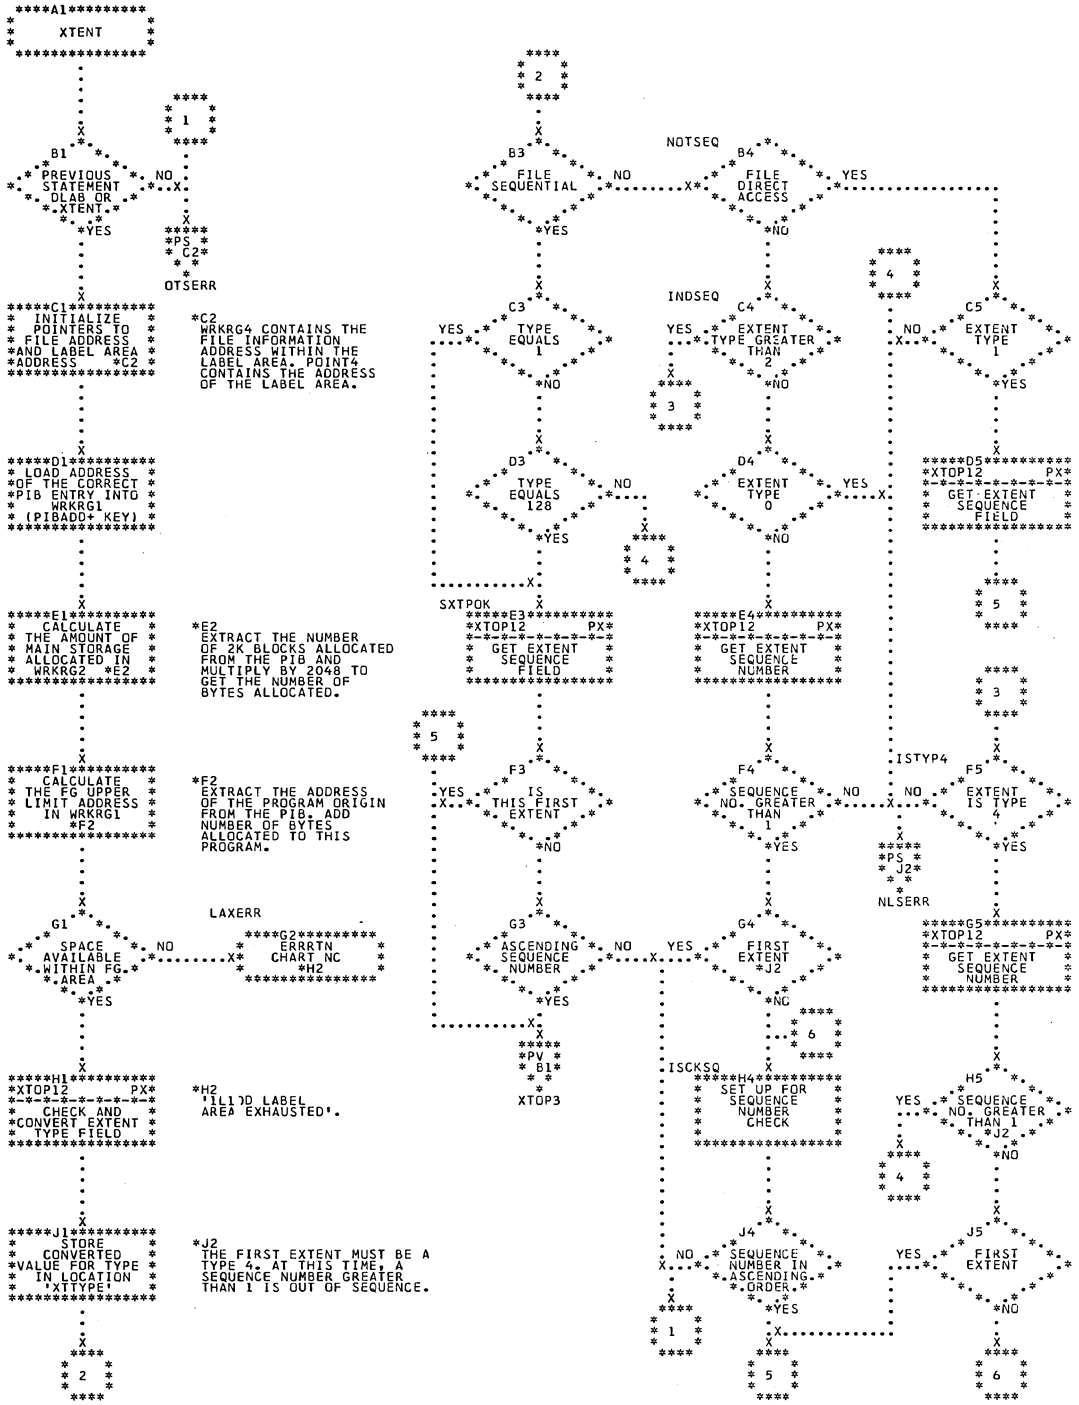 ****A1*********
XTENT
1
B1
PREVIOUS
STATEMENT
DLAB OR
XTENT
NO
YES
PS
C2
OTSERR
C1
INITIALIZE
POINTERS TO
FILE ADDRESS
AND LABEL AREA
ADDRESS *C2
*C2
WRKRG4 CONTAINS THE
FILE INFORMATION
ADDRESS WITHIN THE
LABEL AREA. POINT4
CONTAINS THE ADDRESS
OF THE LABEL AREA.
D1
LOAD ADDRESS
OF THE CORRECT
PIB ENTRY INTO
WRKRG1
(PIBADD+ KEY)
E1
CALCULATE
THE AMOUNT OF
MAIN STORAGE
ALLOCATED IN
WRKRG2 *E2
*E2
EXTRACT THE NUMBER
OF 2K BLOCKS ALLOCATED
FROM THE PIB AND
MULTIPLY BY 2048 TO
GET THE NUMBER OF
BYTES ALLOCATED.
F1
CALCULATE
THE FG UPPER
LIMIT ADDRESS
IN WRKRG1
*F2
*F2
EXTRACT THE ADDRESS
OF THE PROGRAM ORIGIN
FROM THE PIB. ADD
NUMBER OF BYTES
ALLOCATED TO THIS
PROGRAM.
G1
SPACE
AVAILABLE
WITHIN FG
AREA
NO
YES
LAXERR
G2
ERRRTN
CHART NC
*H2
H1
XTOP12 PX
CHECK AND
CONVERT EXTENT
TYPE FIELD
*H2
AREA EXHAUSTED'.
J1
STORE
CONVERTED
VALUE FOR TYPE
IN LOCATION
'XTTYPE'
*J2
THE FIRST EXTENT MUST BE A
TYPE 4. AT THIS TIME, A
SEQUENCE NUMBER GREATER
THAN 1 IS OUT OF SEQUENCE.
2
2
B3
FILE
SEQUENTIAL
NO
YES
C3
TYPE
EQUALS
1
YES
NO
D3
TYPE
EQUALS
128
NO
YES
4
SXTPOK
E3
XTOP12 PX
GET EXTENT
SEQUENCE
FIELD
5
F3
IS
THIS FIRST
EXTENT
YES
NO
G3
ASCENDING
SEQUENCE
NUMBER
NO
YES
PV
B1
XTOP3
NOTSEQ
B4
FILE
DIRECT
ACCESS
YES
NO
INDSEQ
C4
EXTENT
TYPE GREATER
THAN
2
YES
NO
3
D4
EXTENT
TYPE
0
YES
NO
E4
XTOP12 PX
GET EXTENT
SEQUENCE
NUMBER
F4
SEQUENCE
NO. GREATER
THAN
1
NO
YES
G4
FIRST
EXTENT
*J2
YES
NO
6
ISCKSQ
H4
SET UP FOR
SEQUENCE
NUMBER
CHECK
J4
SEQUENCE
NUMBER IN
ASCENDING
ORDER
NO
YES
1
5
4
C5
EXTENT
TYPE
1
NO
YES
D5
XTOP12 PX
GET EXTENT
SEQUENCE
FIELD
5
3
ISTYP4
F5
EXTENT
IS TYPE
4
NO
YES
PS
J2
NLSERR
G5
XTOP12 PX
GET EXTENT
SEQUENCE
NUMBER
H5
SEQUENCE
NO. GREATER
THAN 1
*J2
YES
NO
4
J5
FIRST
EXTENT
YES
NO
6